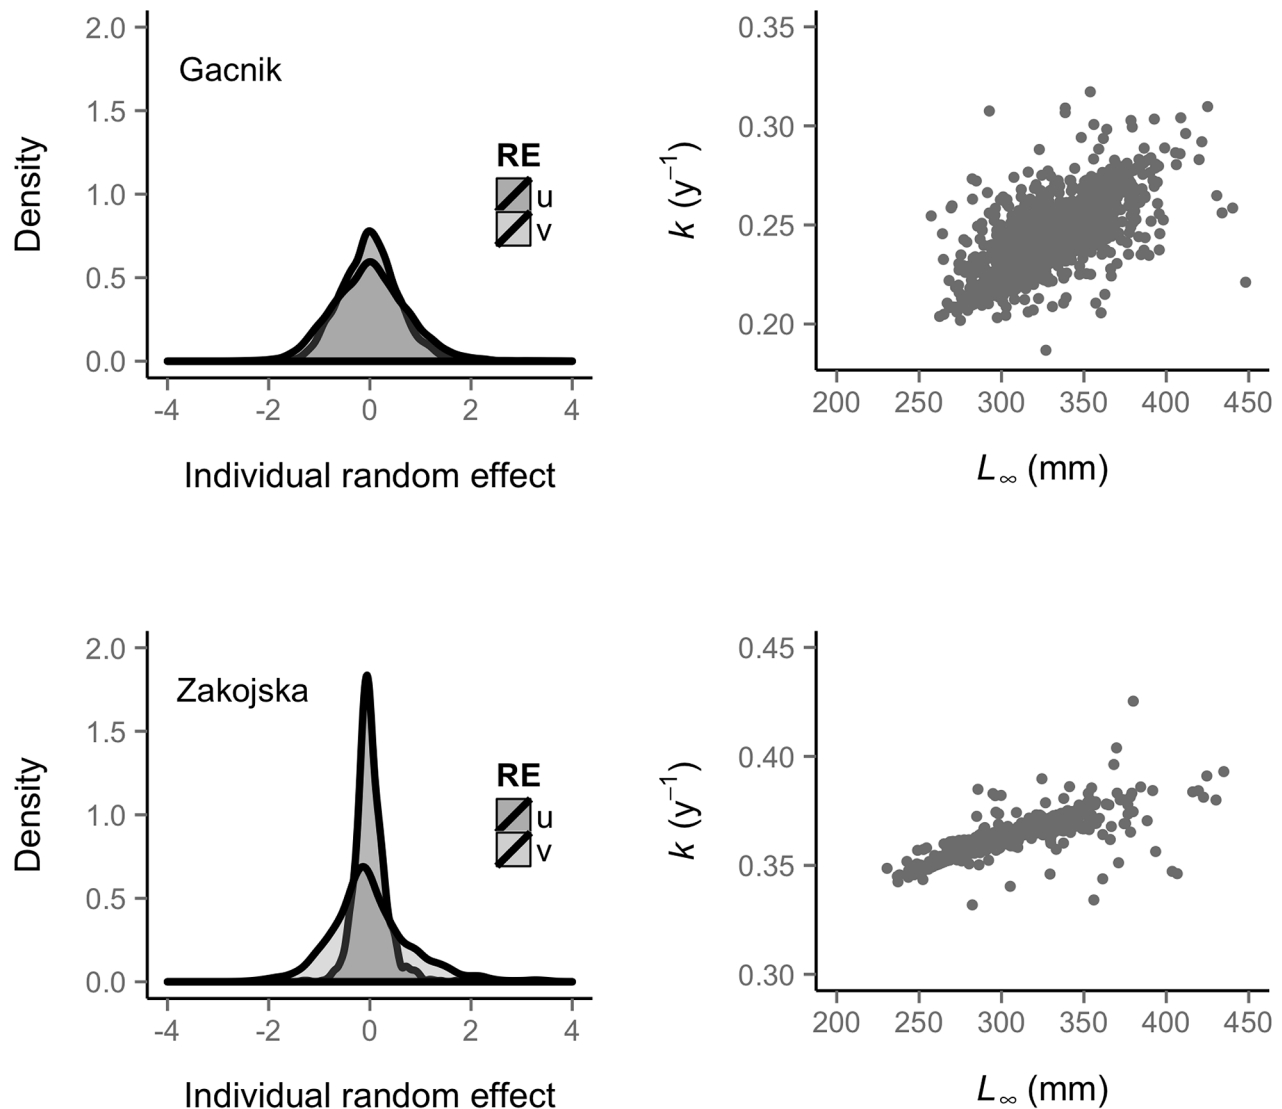 2.0
1.5
1.0
0.5
0.0
Density
Gacnik
RE
u
v
-4 -2 0 2 4
Individual random effect
0.35
0.30
0.25
0.20
k (y⁻¹)
200 250 300 350 400 450
L∞ (mm)
2.0
1.5
1.0
0.5
0.0
Density
Zakojska
RE
u
v
-4 -2 0 2 4
Individual random effect
0.45
0.40
0.35
0.30
k (y⁻¹)
200 250 300 350 400 450
L∞ (mm)